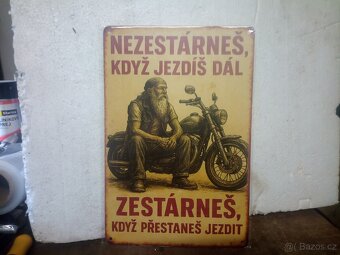 NEZESTÁRNEŠ,
KDYŽ JEZDÍŠ DÁL
ZESTÁRNEŠ,
KDYŽ PŘESTANEŠ JEZDIT
Bazos.cz